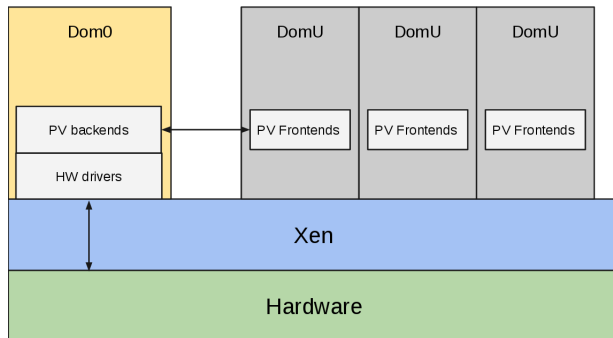 Dom0
DomU
DomU
DomU
PV backends
PV Frontends
PV Frontends
PV Frontends
HW drivers
Xen
Hardware